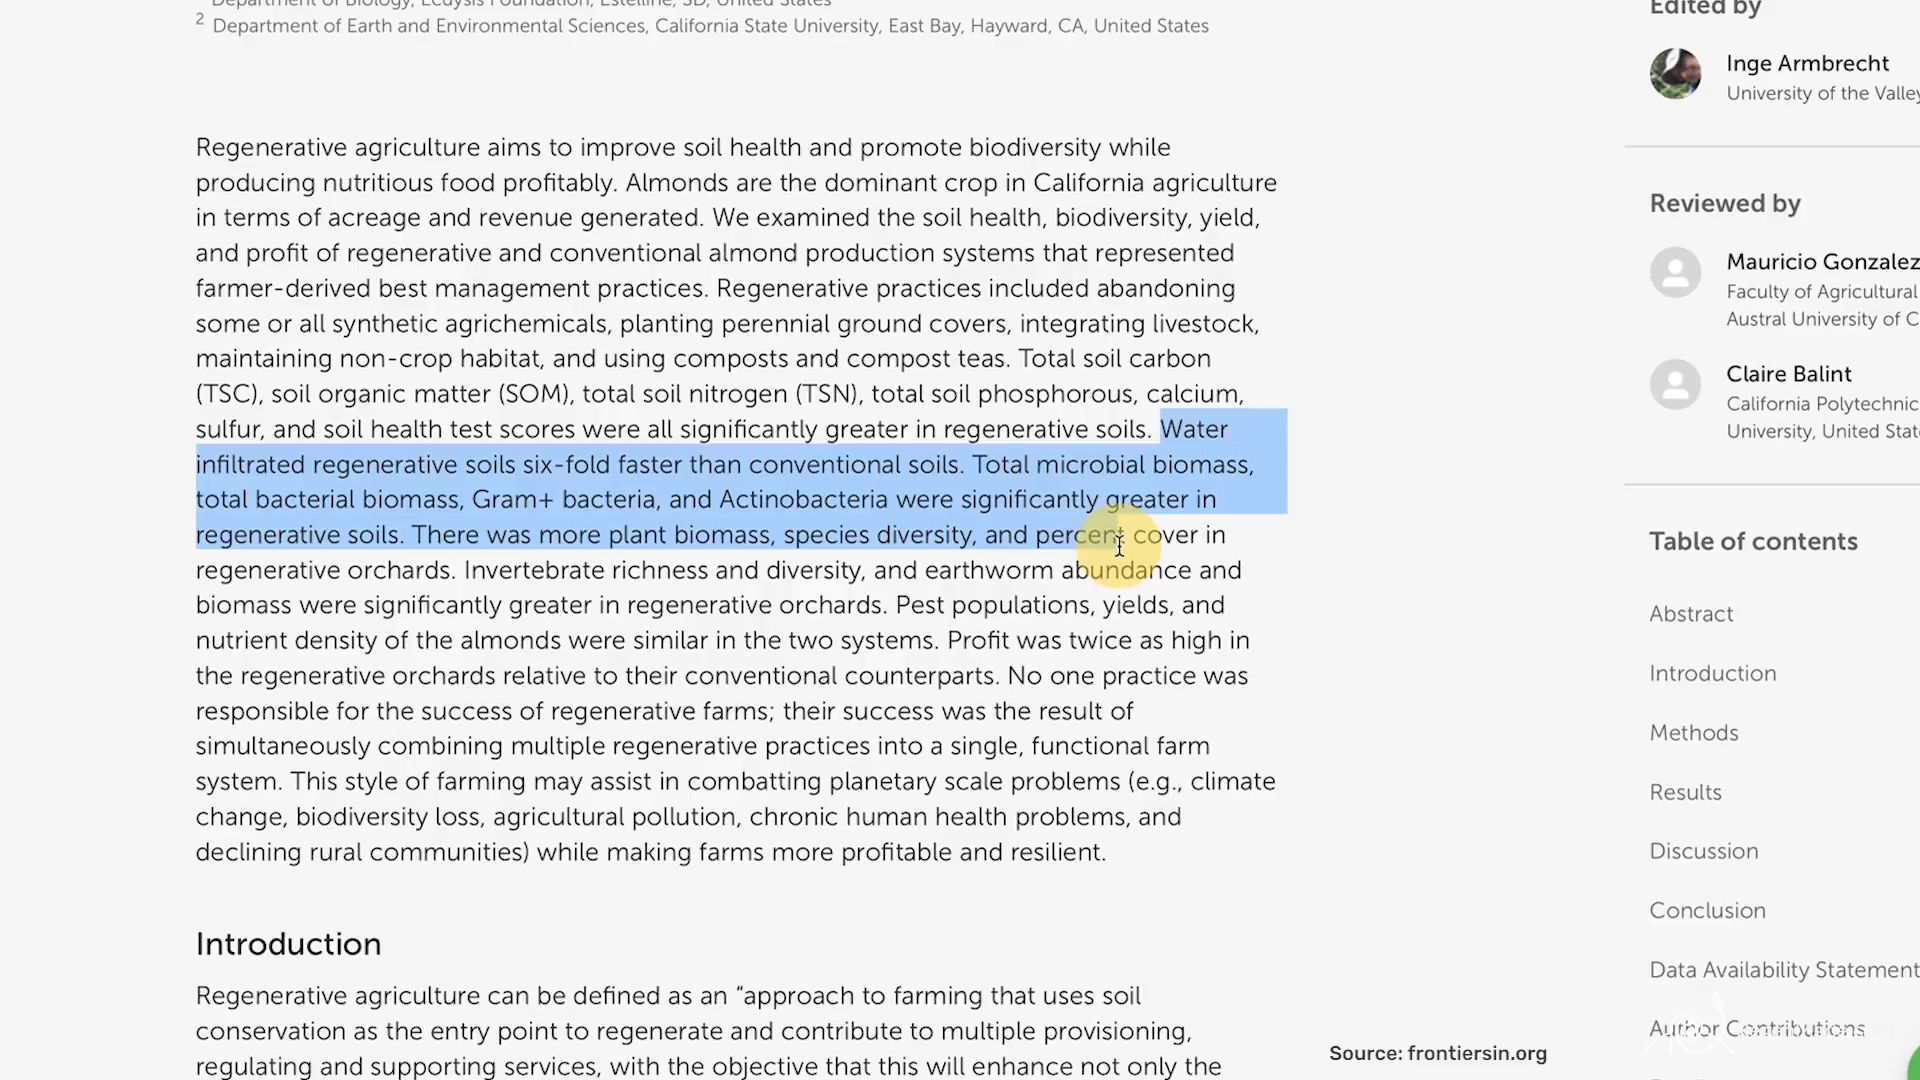 Department of Biology, Ecdysis Foundation, Estelline, SD, United States
2 Department of Earth and Environmental Sciences, California State University, East Bay, Hayward, CA, United States
Regenerative agriculture aims to improve soil health and promote biodiversity while
producing nutritious food profitably. Almonds are the dominant crop in California agriculture
in terms of acreage and revenue generated. We examined the soil health, biodiversity, yield,
and profit of regenerative and conventional almond production systems that represented
farmer-derived best management practices. Regenerative practices included abandoning
some or all synthetic agrichemicals, planting perennial ground covers, integrating livestock,
maintaining non-crop habitat, and using composts and compost teas. Total soil carbon
(TSC), soil organic matter (SOM), total soil nitrogen (TSN), total soil phosphorous, calcium,
sulfur, and soil health test scores were all significantly greater in regenerative soils. Water
infiltrated regenerative soils six-fold faster than conventional soils. Total microbial biomass,
total bacterial biomass, Gram+ bacteria, and Actinobacteria were significantly greater in
regenerative soils. There was more plant biomass, species diversity, and percent cover in
regenerative orchards. Invertebrate richness and diversity, and earthworm abundance and
biomass were significantly greater in regenerative orchards. Pest populations, yields, and
nutrient density of the almonds were similar in the two systems. Profit was twice as high in
the regenerative orchards relative to their conventional counterparts. No one practice was
responsible for the success of regenerative farms; their success was the result of
simultaneously combining multiple regenerative practices into a single, functional farm
system. This style of farming may assist in combatting planetary scale problems (e.g., climate
change, biodiversity loss, agricultural pollution, chronic human health problems, and
declining rural communities) while making farms more profitable and resilient.
Introduction
Regenerative agriculture can be defined as an “approach to farming that uses soil
conservation as the entry point to regenerate and contribute to multiple provisioning,
regulating and supporting services, with the objective that this will enhance not only the
Edited by
Inge Armbrecht
University of the Valley
Reviewed by
Mauricio Gonzalez
Faculty of Agricultural
Austral University of C
Claire Balint
California Polytechnic
University, United Stat
Table of contents
Abstract
Introduction
Methods
Results
Discussion
Conclusion
Data Availability Statement
Author Contributions
Source: frontiersin.org